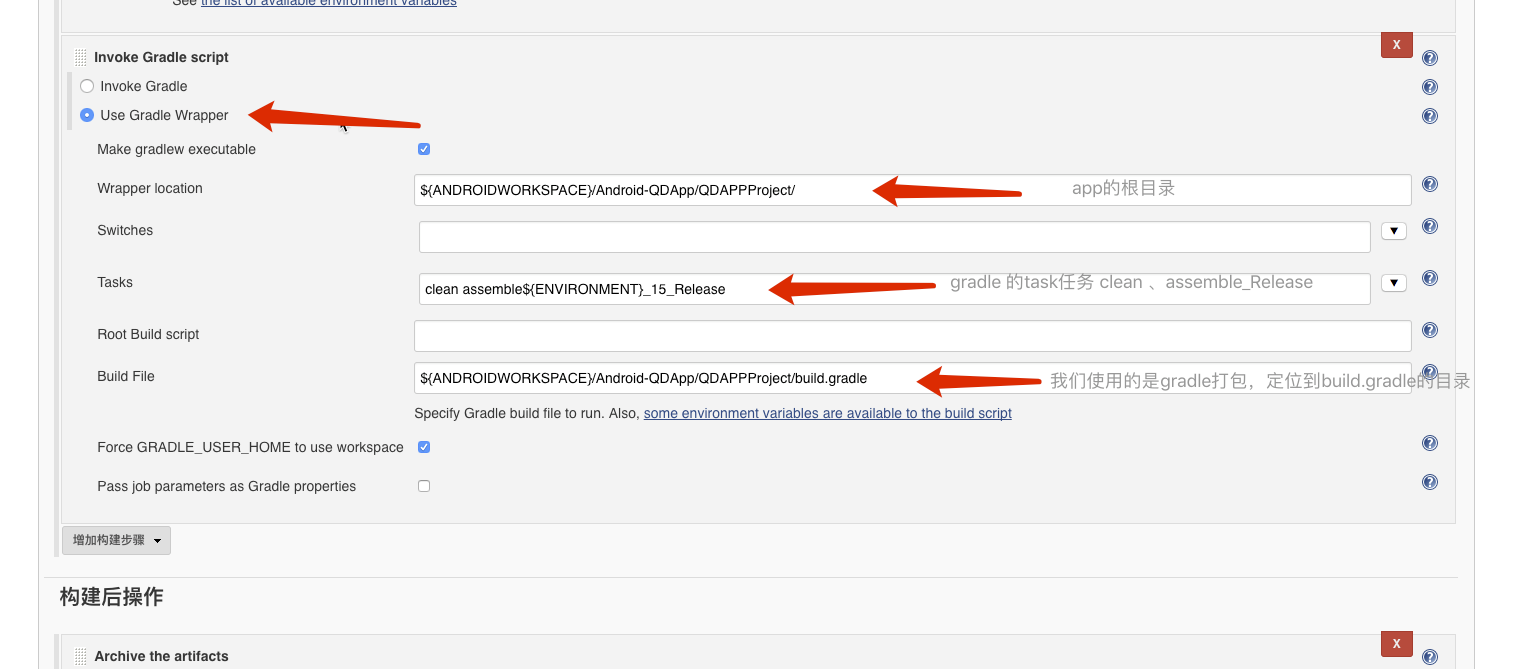 See the list of available environment variables
Invoke Gradle script
X
Invoke Gradle
Use Gradle Wrapper
Make gradlew executable
Wrapper location
${ANDROIDWORKSPACE}/Android-QDApp/QDAPPProject/
app的根目录
Switches
Tasks
clean assemble${ENVIRONMENT}_15_Release
gradle 的task任务 clean 、assemble_Release
Root Build script
Build File
${ANDROIDWORKSPACE}/Android-QDApp/QDAPPProject/build.gradle
我们使用的是gradle打包，定位到build.gradle的目录
Specify Gradle build file to run. Also, some environment variables are available to the build script
Force GRADLE_USER_HOME to use workspace
Pass job parameters as Gradle properties
增加构建步骤
构建后操作
X
Archive the artifacts